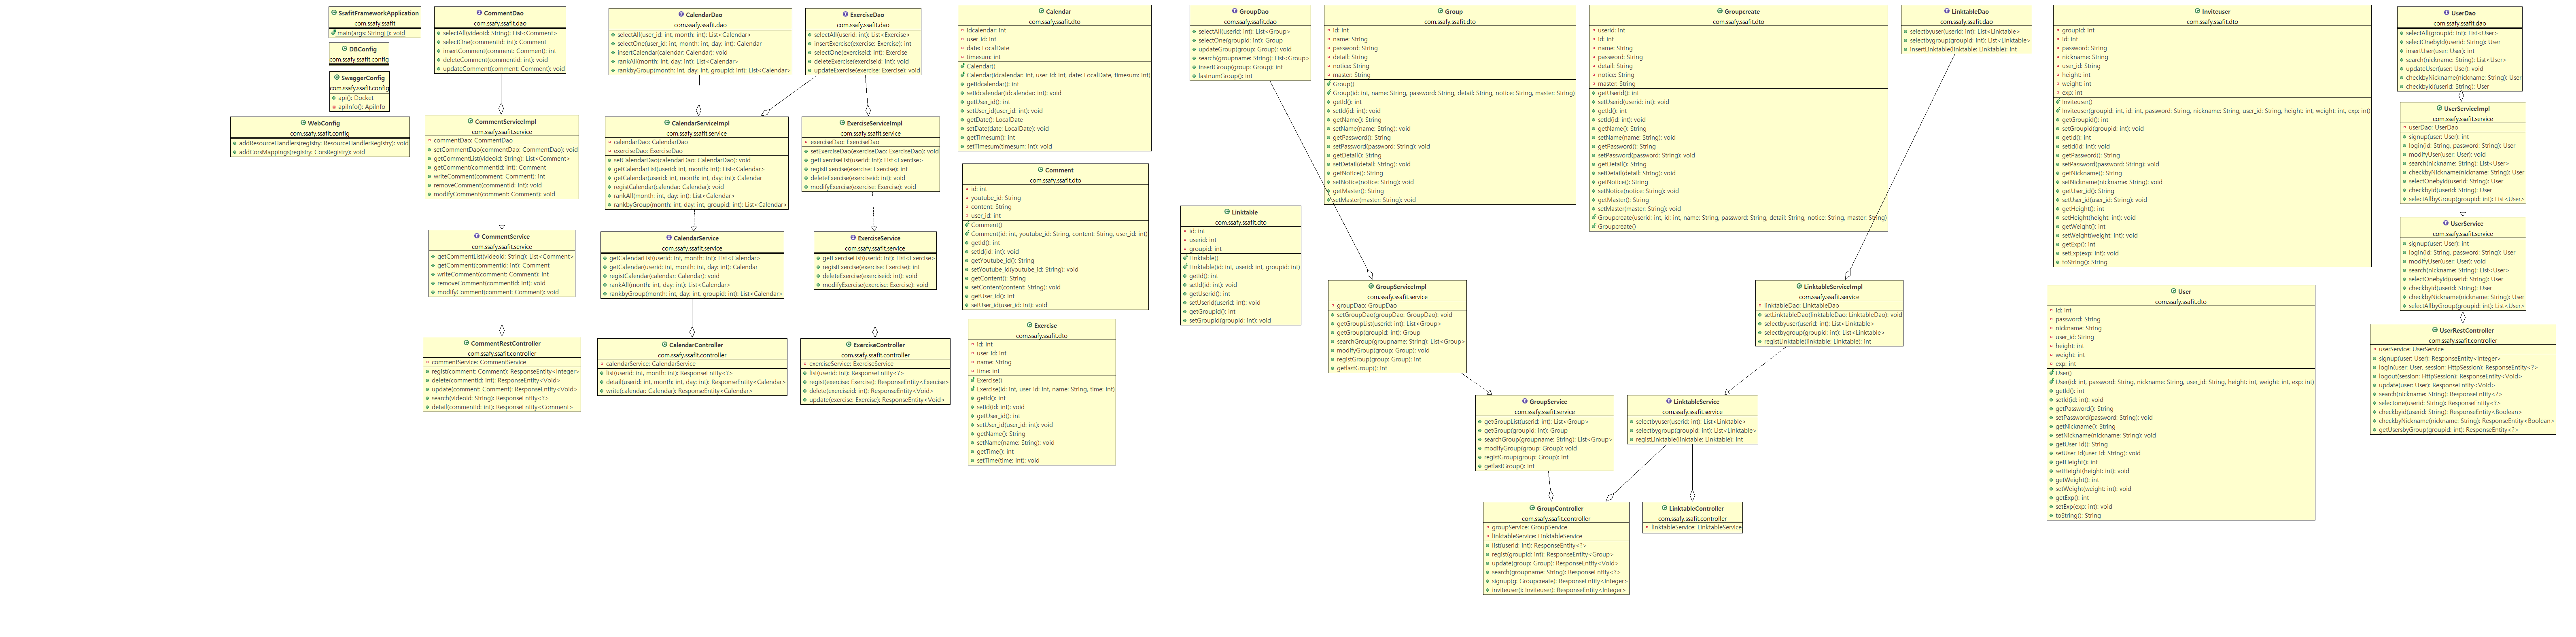 SsafitFrameworkApplication
com.ssafy.ssafit
main(args: String[]): void
DBConfig
com.ssafy.ssafit.config
SwaggerConfig
com.ssafy.ssafit.config
api(): Docket
apiInfo(): ApiInfo
WebConfig
com.ssafy.ssafit.config
addResourceHandlers(registry: ResourceHandlerRegistry): void
addCorsMappings(registry: CorsRegistry): void
CommentDao
com.ssafy.ssafit.dao
selectAll(videoid: String): List<Comment>
selectOne(commentid: int): Comment
insertComment(comment: Comment): int
deleteComment(commentid: int): void
updateComment(comment: Comment): void
CommentServiceImpl
com.ssafy.ssafit.service
commentDao: CommentDao
setCommentDao(commentDao: CommentDao): void
getCommentList(videoid: String): List<Comment>
getComment(commentid: int): Comment
writeComment(comment: Comment): int
removeComment(commentId: int): void
modifyComment(comment: Comment): void
CommentService
com.ssafy.ssafit.service
getCommentList(videoid: String): List<Comment>
getComment(commentid: int): Comment
writeComment(comment: Comment): int
removeComment(commentId: int): void
modifyComment(comment: Comment): void
CommentRestController
com.ssafy.ssafit.controller
commentService: CommentService
regist(comment: Comment): ResponseEntity<Integer>
delete(commentid: int): ResponseEntity<Void>
update(comment: Comment): ResponseEntity<Void>
search(videoid: String): ResponseEntity<?>
detail(commentId: int): ResponseEntity<Comment>
CalendarDao
com.ssafy.ssafit.dao
selectAll(user_id: int, month: int): List<Calendar>
selectOne(user_id: int, month: int, day: int): Calendar
insertCalendar(calendar: Calendar): void
rankAll(month: int, day: int): List<Calendar>
rankbyGroup(month: int, day: int, groupid: int): List<Calendar>
CalendarServiceImpl
com.ssafy.ssafit.service
calendarDao: CalendarDao
exerciseDao: ExerciseDao
setCalendarDao(calendarDao: CalendarDao): void
getCalendarList(userid: int, month: int): List<Calendar>
getCalendar(userid: int, month: int, day: int): Calendar
registCalendar(calendar: Calendar): void
rankAll(month: int, day: int): List<Calendar>
rankbyGroup(month: int, day: int, groupid: int): List<Calendar>
CalendarService
com.ssafy.ssafit.service
getCalendarList(userid: int, month: int): List<Calendar>
getCalendar(userid: int, month: int, day: int): Calendar
registCalendar(calendar: Calendar): void
rankAll(month: int, day: int): List<Calendar>
rankbyGroup(month: int, day: int, groupid: int): List<Calendar>
CalendarController
com.ssafy.ssafit.controller
calendarService: CalendarService
list(userid: int, month: int): ResponseEntity<?>
detail(userid: int, month: int, day: int): ResponseEntity<Calendar>
write(calendar: Calendar): ResponseEntity<Calendar>
ExerciseDao
com.ssafy.ssafit.dao
selectAll(userid: int): List<Exercise>
insertExercise(exercise: Exercise): int
selectOne(exerciseid: int): Exercise
deleteExercise(exerciseid: int): void
updateExercise(exercise: Exercise): void
ExerciseServiceImpl
com.ssafy.ssafit.service
exerciseDao: ExerciseDao
setExerciseDao(exerciseDao: ExerciseDao): void
getExerciseList(userid: int): List<Exercise>
registExercise(exercise: Exercise): int
deleteExercise(exerciseid: int): void
modifyExercise(exercise: Exercise): void
ExerciseService
com.ssafy.ssafit.service
getExerciseList(userid: int): List<Exercise>
registExercise(exercise: Exercise): int
deleteExercise(exerciseid: int): void
modifyExercise(exercise: Exercise): void
ExerciseController
com.ssafy.ssafit.controller
exerciseService: ExerciseService
list(userid: int): ResponseEntity<?>
regist(exercise: Exercise): ResponseEntity<Exercise>
delete(exerciseid: int): ResponseEntity<Void>
update(exercise: Exercise): ResponseEntity<Void>
Calendar
com.ssafy.ssafit.dto
idcalendar: int
user_id: int
date: LocalDate
timesum: int
Calendar()
Calendar(idcalendar: int, user_id: int, date: LocalDate, timesum: int)
getIdcalendar(): int
setIdcalendar(idcalendar: int): void
getUser_id(): int
setUser_id(user_id: int): void
getDate(): LocalDate
setDate(date: LocalDate): void
getTimesum(): int
setTimesum(timesum: int): void
Comment
com.ssafy.ssafit.dto
id: int
youtube_id: String
content: String
user_id: int
Comment()
Comment(id: int, youtube_id: String, content: String, user_id: int)
getId(): int
setId(id: int): void
getYoutube_id(): String
setYoutube_id(youtube_id: String): void
getContent(): String
setContent(content: String): void
getUser_id(): int
setUser_id(user_id: int): void
Exercise
com.ssafy.ssafit.dto
id: int
user_id: int
name: String
time: int
Exercise()
Exercise(id: int, user_id: int, name: String, time: int)
getId(): int
setId(id: int): void
getUser_id(): int
setUser_id(user_id: int): void
getName(): String
setName(name: String): void
getTime(): int
setTime(time: int): void
GroupDao
com.ssafy.ssafit.dao
selectAll(userid: int): List<Group>
selectOne(groupid: int): Group
updateGroup(group: Group): void
search(groupname: String): List<Group>
insertGroup(group: Group): int
lastnumGroup(): int
Linktable
com.ssafy.ssafit.dto
id: int
userid: int
groupid: int
Linktable()
Linktable(id: int, userid: int, groupid: int)
getId(): int
setId(id: int): void
getUserid(): int
setUserid(userid: int): void
getGroupid(): int
setGroupid(groupid: int): void
Group
com.ssafy.ssafit.dto
id: int
name: String
password: String
detail: String
notice: String
master: String
Group()
Group(id: int, name: String, password: String, detail: String, notice: String, master: String)
getId(): int
setId(id: int): void
getName(): String
setName(name: String): void
getPassword(): String
setPassword(password: String): void
getDetail(): String
setDetail(detail: String): void
getNotice(): String
setNotice(notice: String): void
getMaster(): String
setMaster(master: String): void
GroupServiceImpl
com.ssafy.ssafit.service
groupDao: GroupDao
setGroupDao(groupDao: GroupDao): void
getGroupList(userid: int): List<Group>
getGroup(groupid: int): Group
searchGroup(groupname: String): List<Group>
modifyGroup(group: Group): void
registGroup(group: Group): int
getlastGroup(): int
GroupService
com.ssafy.ssafit.service
getGroupList(userid: int): List<Group>
getGroup(groupid: int): Group
searchGroup(groupname: String): List<Group>
modifyGroup(group: Group): void
registGroup(group: Group): int
getlastGroup(): int
GroupController
com.ssafy.ssafit.controller
groupService: GroupService
linktableService: LinktableService
list(userid: int): ResponseEntity<?>
regist(groupid: int): ResponseEntity<Group>
update(group: Group): ResponseEntity<Void>
search(groupname: String): ResponseEntity<?>
signup(g: Groupcreate): ResponseEntity<Integer>
inviteuser(i: Inviteuser): ResponseEntity<Integer>
Groupcreate
com.ssafy.ssafit.dto
userid: int
id: int
name: String
password: String
detail: String
notice: String
master: String
getUserid(): int
setUserid(userid: int): void
getId(): int
setId(id: int): void
getName(): String
setName(name: String): void
getPassword(): String
setPassword(password: String): void
getDetail(): String
setDetail(detail: String): void
getNotice(): String
setNotice(notice: String): void
getMaster(): String
setMaster(master: String): void
Groupcreate(userid: int, id: int, name: String, password: String, detail: String, notice: String, master: String)
Groupcreate()
LinktableDao
com.ssafy.ssafit.dao
selectbyuser(userid: int): List<Linktable>
selectbygroup(groupid: int): List<Linktable>
insertLinktable(linktable: Linktable): int
LinktableServiceImpl
com.ssafy.ssafit.service
linktableDao: LinktableDao
setLinktableDao(linktableDao: LinktableDao): void
selectbyuser(userid: int): List<Linktable>
selectbygroup(groupid: int): List<Linktable>
registLinktable(linktable: Linktable): int
LinktableService
com.ssafy.ssafit.service
selectbyuser(userid: int): List<Linktable>
selectbygroup(groupid: int): List<Linktable>
registLinktable(linktable: Linktable): int
LinktableController
com.ssafy.ssafit.controller
linktableService: LinktableService
Inviteuser
com.ssafy.ssafit.dto
groupid: int
id: int
password: String
nickname: String
user_id: String
height: int
weight: int
exp: int
Inviteuser()
Inviteuser(groupid: int, id: int, password: String, nickname: String, user_id: String, height: int, weight: int, exp: int)
getGroupid(): int
setGroupid(groupid: int): void
getId(): int
setId(id: int): void
getPassword(): String
setPassword(password: String): void
getNickname(): String
setNickname(nickname: String): void
getUser_id(): String
setUser_id(user_id: String): void
getHeight(): int
setHeight(height: int): void
getWeight(): int
setWeight(weight: int): void
getExp(): int
setExp(exp: int): void
toString(): String
User
com.ssafy.ssafit.dto
id: int
password: String
nickname: String
user_id: String
height: int
weight: int
exp: int
User()
User(id: int, password: String, nickname: String, user_id: String, height: int, weight: int, exp: int)
getId(): int
setId(id: int): void
getPassword(): String
setPassword(password: String): void
getNickname(): String
setNickname(nickname: String): void
getUser_id(): String
setUser_id(user_id: String): void
getHeight(): int
setHeight(height: int): void
getWeight(): int
setWeight(weight: int): void
getExp(): int
setExp(exp: int): void
toString(): String
UserDao
com.ssafy.ssafit.dao
selectAll(groupid: int): List<User>
selectOnebyId(userid: String): User
insertUser(user: User): int
search(nickname: String): List<User>
updateUser(user: User): void
checkbyNickname(nickname: String): User
checkbyId(userid: String): User
UserServiceImpl
com.ssafy.ssafit.service
userDao: UserDao
signup(user: User): int
login(id: String, password: String): User
modifyUser(user: User): void
search(nickname: String): List<User>
checkbyNickname(nickname: String): User
selectOnebyId(userid: String): User
checkbyId(userid: String): User
selectAllbyGroup(groupid: int): List<User>
UserService
com.ssafy.ssafit.service
signup(user: User): int
login(id: String, password: String): User
modifyUser(user: User): void
search(nickname: String): List<User>
selectOnebyId(userid: String): User
checkbyId(userid: String): User
checkbyNickname(nickname: String): User
selectAllbyGroup(groupid: int): List<User>
UserRestController
com.ssafy.ssafit.controller
userService: UserService
signup(user: User): ResponseEntity<Integer>
login(user: User, session: HttpSession): ResponseEntity<?>
logout(session: HttpSession): ResponseEntity<Void>
update(user: User): ResponseEntity<Void>
search(nickname: String): ResponseEntity<?>
selectone(userid: String): ResponseEntity<?>
checkbyId(userid: String): ResponseEntity<Boolean>
checkbyNickname(nickname: String): ResponseEntity<Boolean>
getUsersbyGroup(groupid: int): ResponseEntity<?>